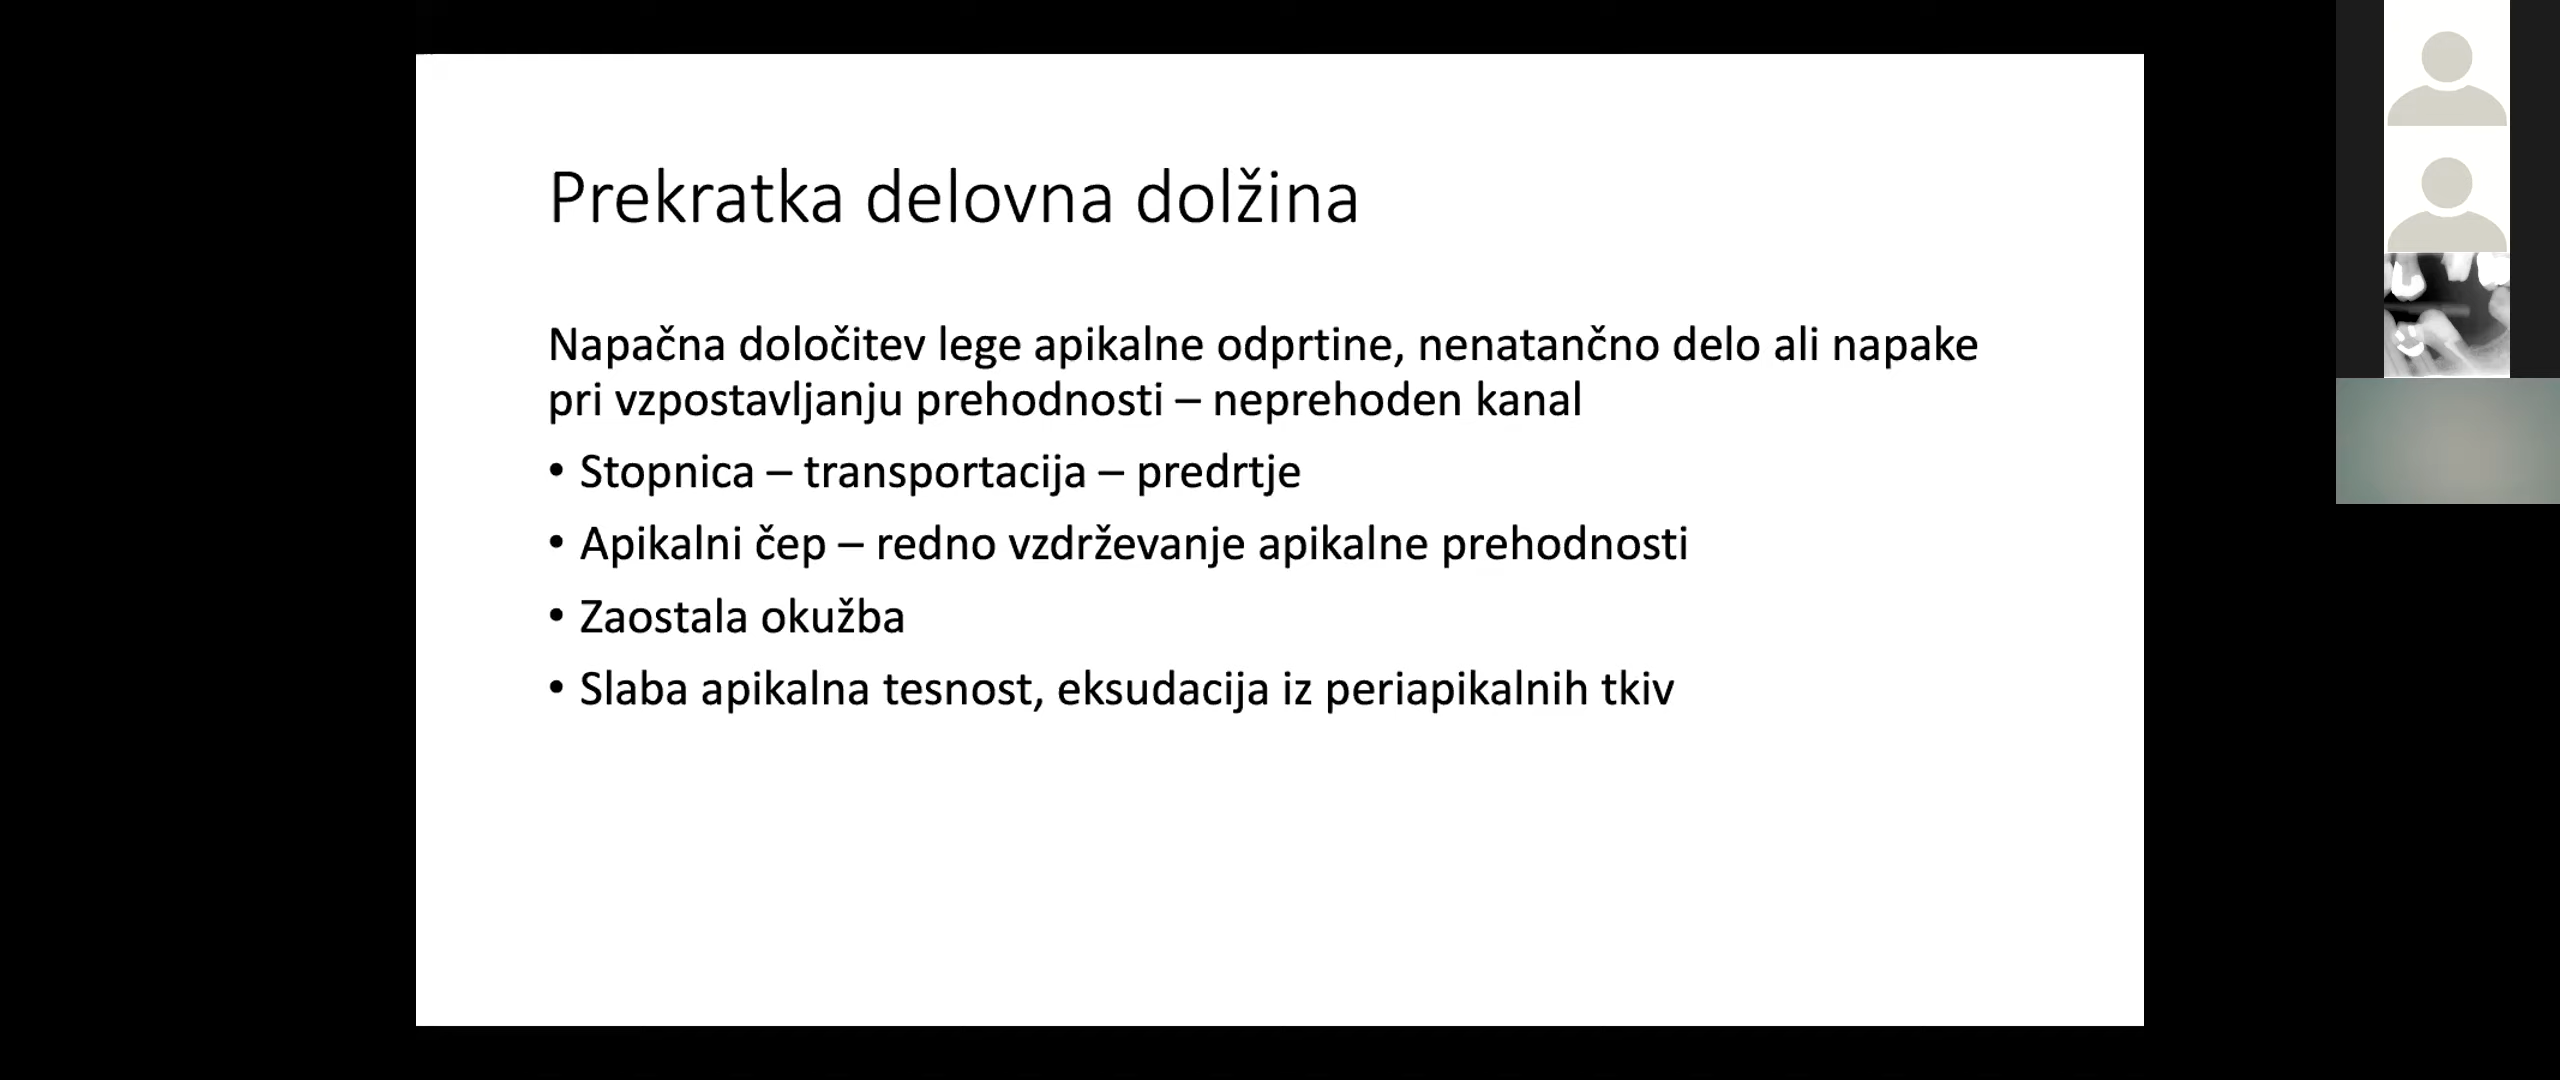 Prekratka delovna dolžina
Napačna določitev lege apikalne odprtine, nenatančno delo ali napake
pri vzpostavljanju prehodnosti – neprehoden kanal
• Stopnica – transportacija – predrtje
• Apikalni čep – redno vzdrževanje apikalne prehodnosti
• Zaostala okužba
• Slaba apikalna tesnost, eksudacija iz periapikalnih tkiv